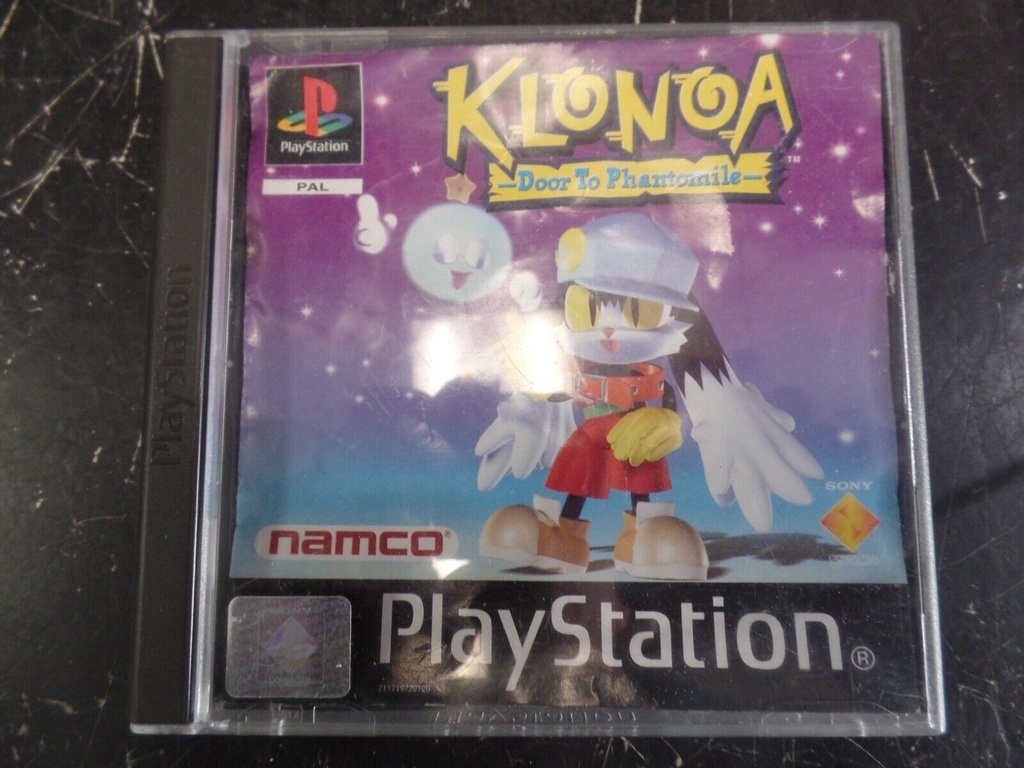 PlayStation
PlayStation
PAL
KLONOA
TM
—Door To Phantomile—
SONY
namco®
PlayStation®